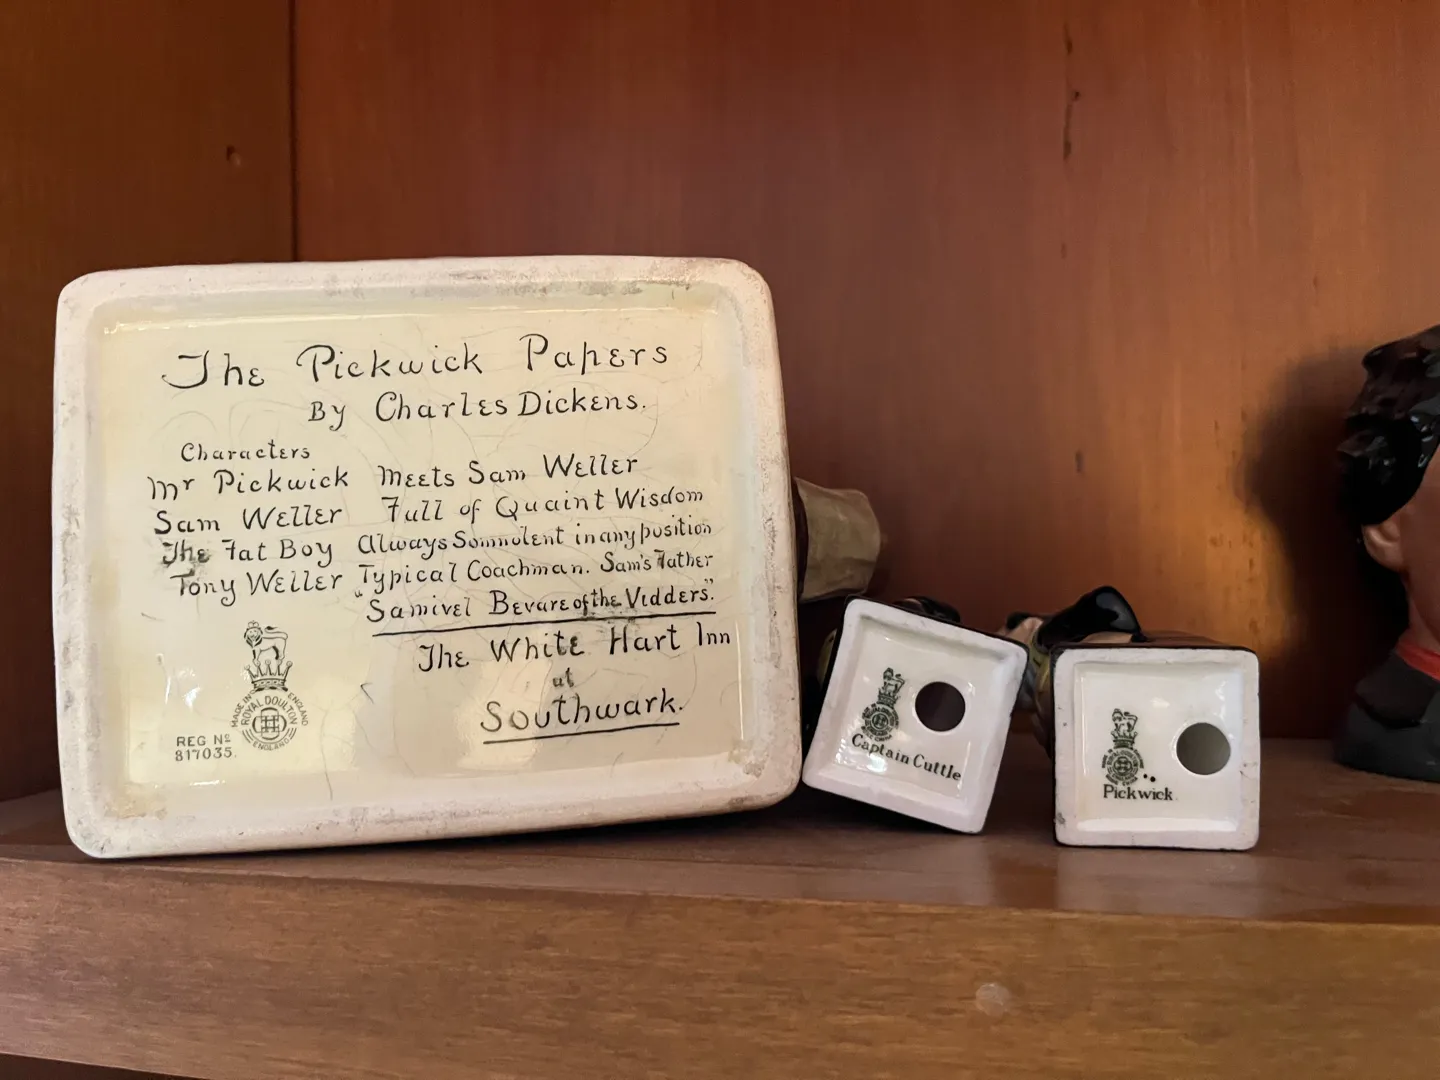 The Pickwick Papers
By Charles Dickens.
Characters
Mr Pickwick Meets Sam Weller
Sam Weller Full of Quaint Wisdom
The Fat Boy Always Somnolent in any position
Tony Weller Typical Coachman. Sam's Father
"Samivel Bevare of the Vidders".
The White Hart Inn
at
Southwark.
MADE IN ENGLAND
ROYAL DOULTON
ENGLAND
REG No
817035.
Captain Cuttle
Pickwick.